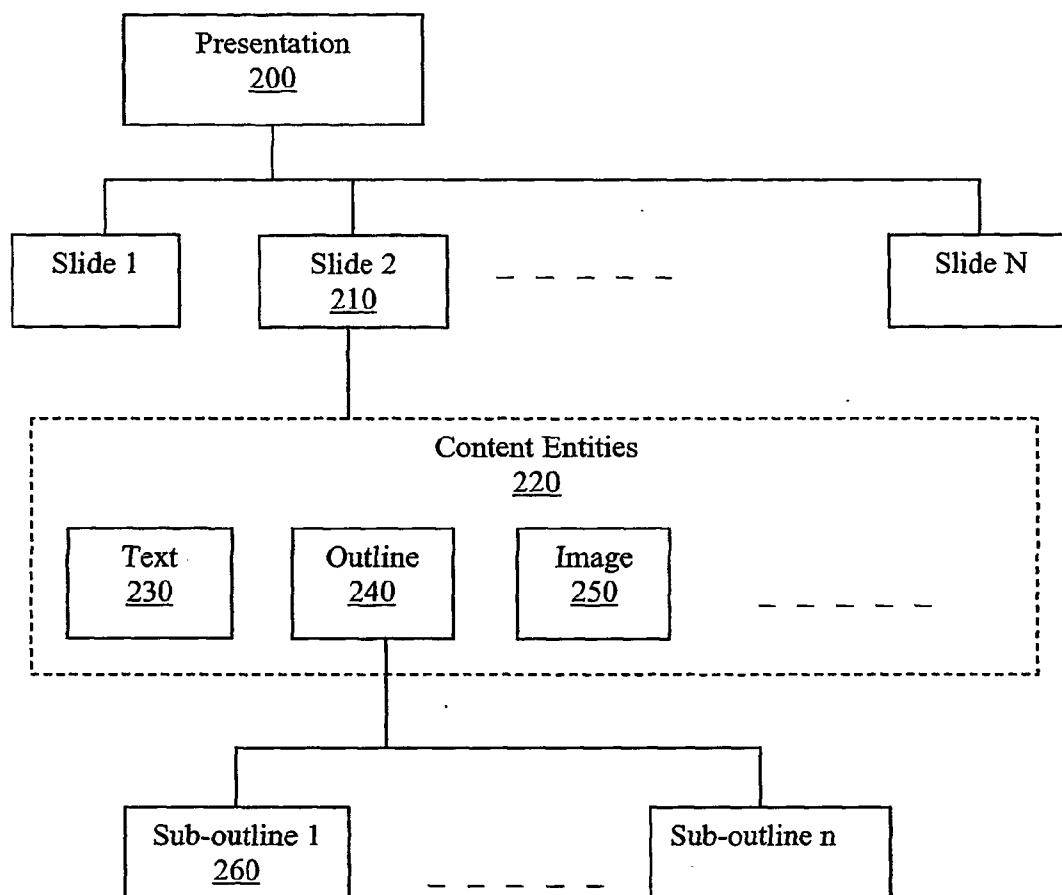 Presentation
200
Slide 1
Slide 2
210
Slide N
Content Entities
220
Text
230
Outline
240
Image
250
Sub-outline 1
260
Sub-outline n